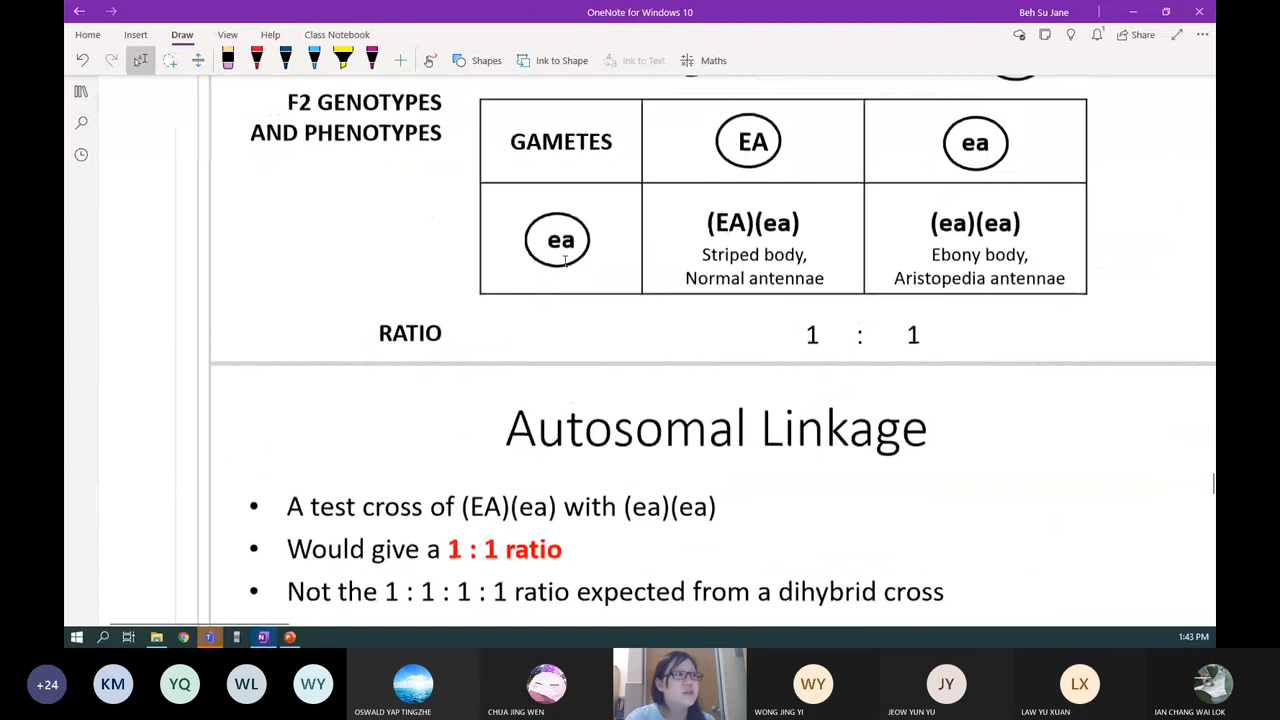 OneNote for Windows 10
Beh Su Jane
Home Insert Draw View Help Class Notebook
Share
Shapes Ink to Shape Ink to Text Maths
F2 GENOTYPES
AND PHENOTYPES
GAMETES EA ea
ea (EA)(ea) (ea)(ea)
Striped body, Ebony body,
Normal antennae Aristopedia antennae
RATIO 1 : 1
Autosomal Linkage
• A test cross of (EA)(ea) with (ea)(ea)
• Would give a 1 : 1 ratio
• Not the 1 : 1 : 1 : 1 ratio expected from a dihybrid cross
1:43 PM
+24 KM YQ WL WY WY JY LX
OSWALD YAP TINGZHE CHUA JING WEN WONG JING YI JEOW YUN YU LAW YU XUAN IAN CHANG WAI LOK